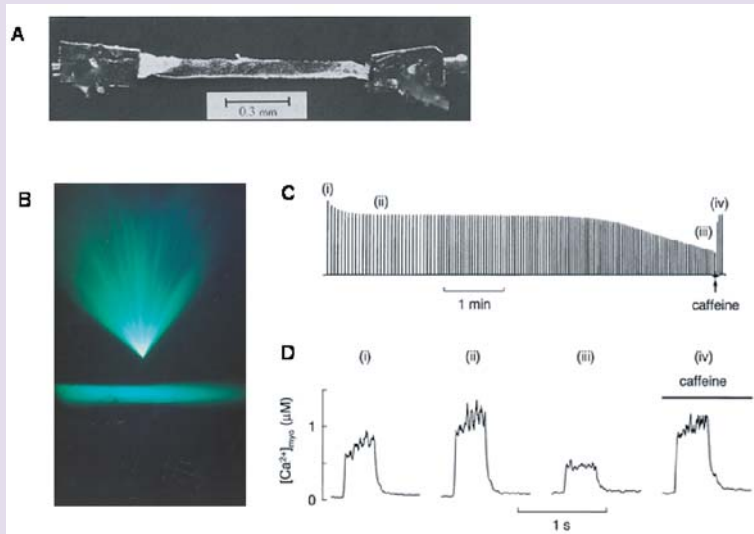 A
0.3 mm
B
C
(i)
(ii)
(iii)
(iv)
1 min
caffeine
D
(i)
(ii)
(iii)
(iv)
caffeine
[Ca²⁺]myo (μM)
1
0
1 s